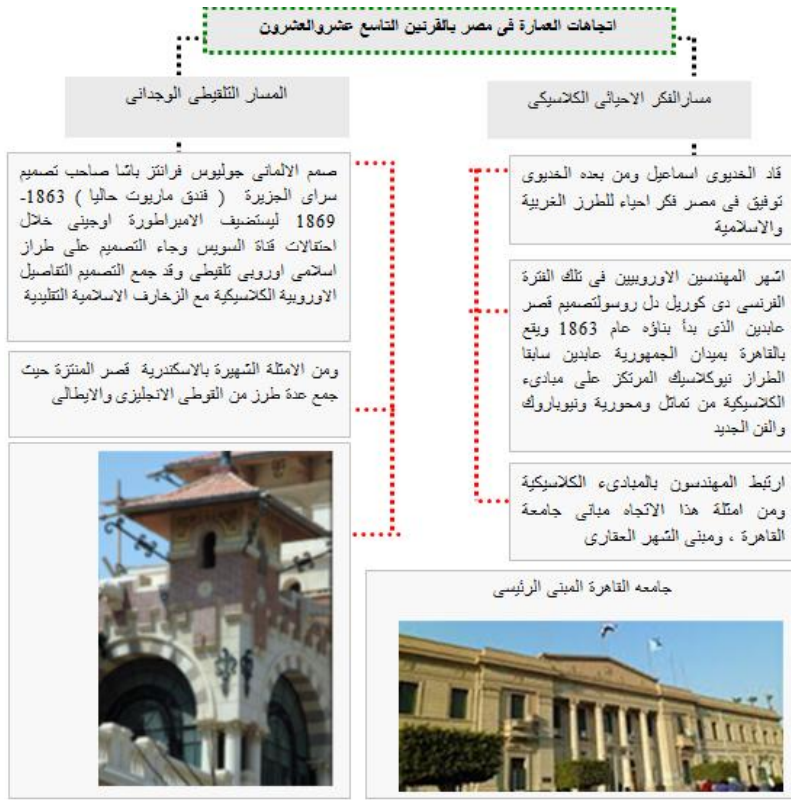 اتجاهات العمارة فى مصر بالقرنين التاسع عشروالعشرون
مسارالفكر الاحيائى الكلاسيكى
قاد الخديوى اسماعيل ومن بعده الخديوى
توفيق فى مصر فكر احياء للطرز الغربية
والاسلامية
اشهر المهندسين الاوروبيين فى تلك الفترة
الفرنسى دى كوريل دل روسولتصميم قصر
عابدين الذى بدأ بناؤه عام 1863 ويقع
بالقاهرة بميدان الجمهورية عابدين سابقا
الطراز نيوكلاسيك المرتكز على مبادىء
الكلاسيكية من تماثل ومحورية ونيوباروك
والفن الجديد
ارتبط المهندسون بالمبادىء الكلاسيكية
ومن امثلة هذا الاتجاه مبانى جامعة
القاهرة ، ومبنى الشهر العقارى
جامعه القاهرة المبنى الرئيسى
المسار التلقيطى الوجدانى
صمم الالمانى جوليوس فرانتز باشا صاحب تصميم
سراى الجزيرة ( فندق ماريوت حاليا ) 1863-
1869 ليستضيف الامبراطورة اوجينى خلال
احتفالات قناة السويس وجاء التصميم على طراز
اسلامى اوروبى تلقيطى وقد جمع التصميم التفاصيل
الاوروبية الكلاسيكية مع الزخارف الاسلامية التقليدية
ومن الامثلة الشهيرة بالاسكندرية قصر المنتزة حيث
جمع عدة طرز من القوطى الانجليزى والايطالى